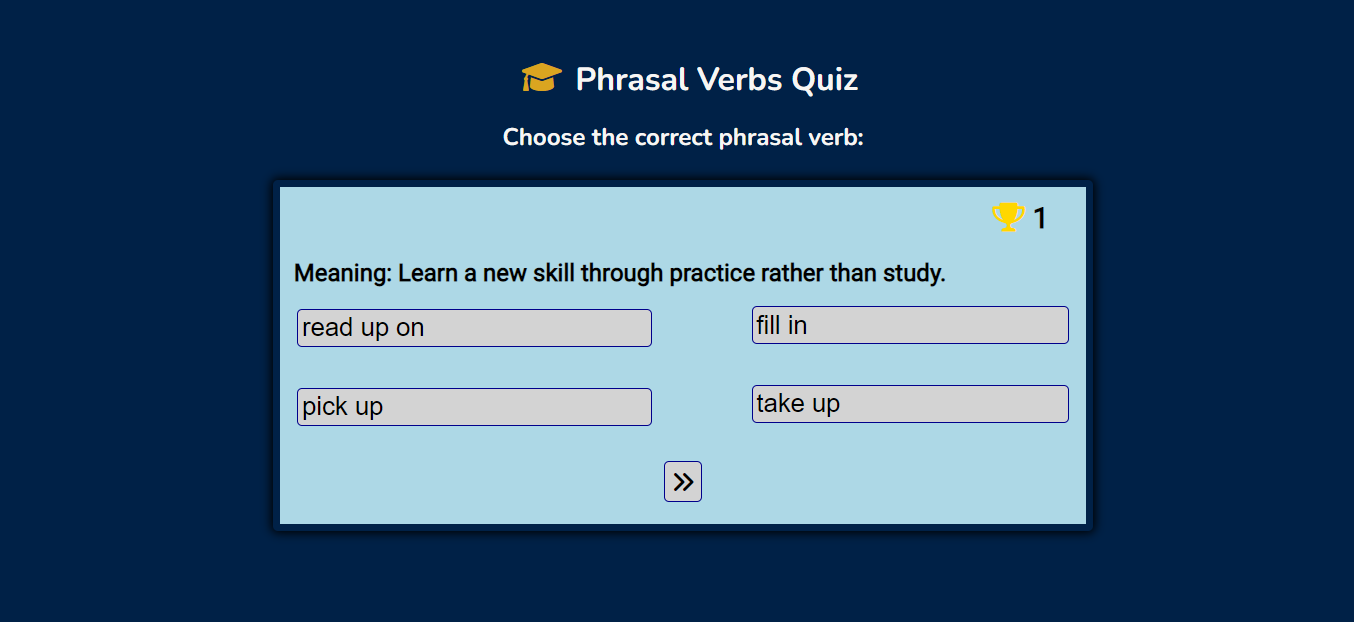 Phrasal Verbs Quiz
Choose the correct phrasal verb:
1
Meaning: Learn a new skill through practice rather than study.
read up on
fill in
pick up
take up